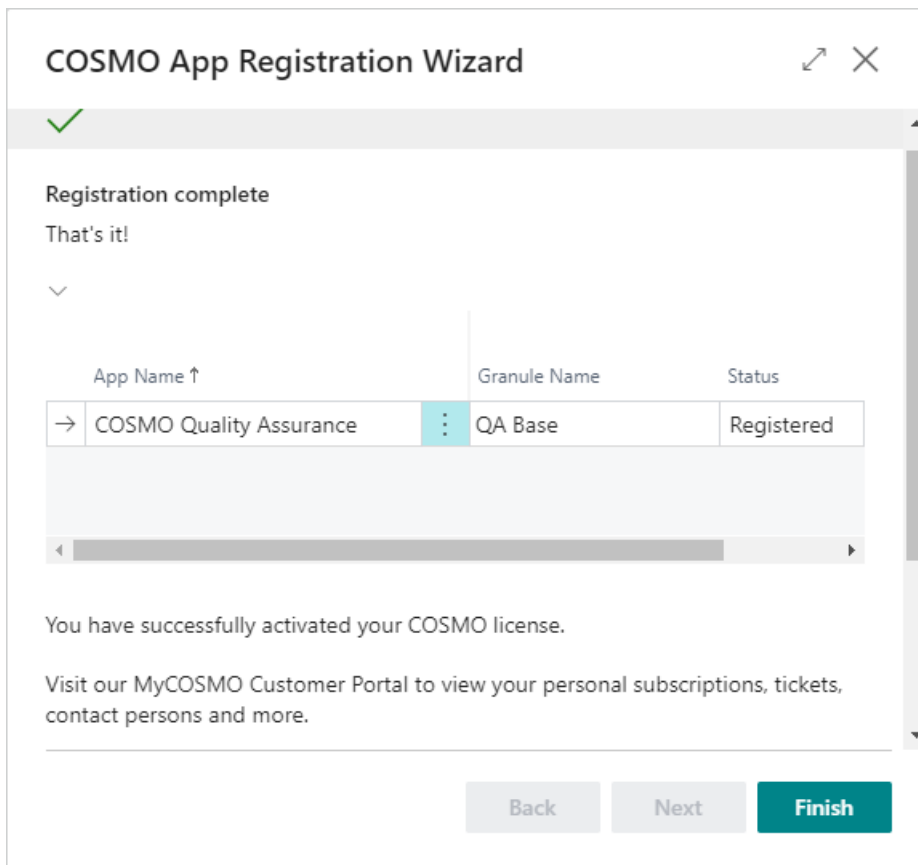 COSMO App Registration Wizard
Registration complete
That's it!
App Name ↑ Granule Name Status
COSMO Quality Assurance QA Base Registered
You have successfully activated your COSMO license.
Visit our MyCOSMO Customer Portal to view your personal subscriptions, tickets,
contact persons and more.
Back Next Finish